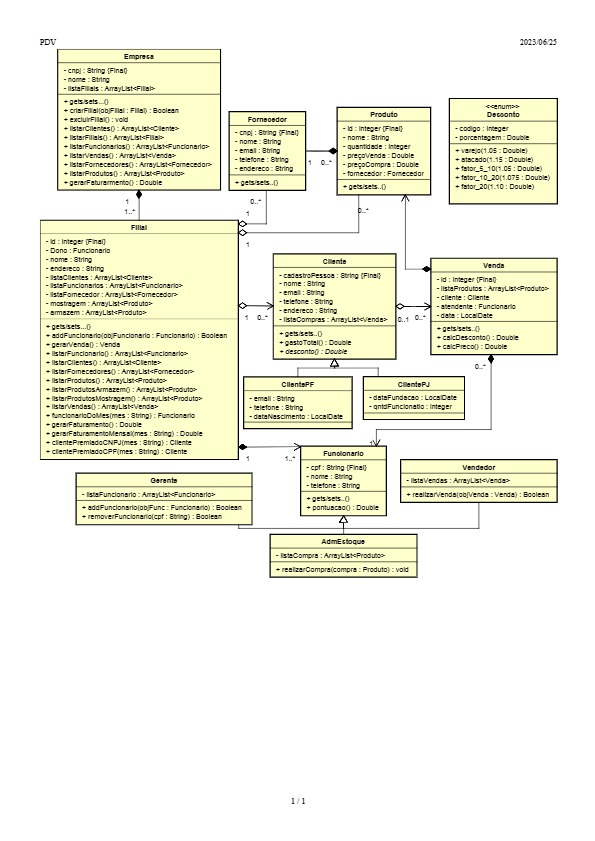 PDV
2023/06/25
Empresa
- cnpj : String {Final}
- nome : String
- listaFiliais : ArrayList<Filial>
+ gets/sets...()
+ criarFilial(objFilial : Filial) : Boolean
+ excluirFilial() : void
+ listarClientes() : ArrayList<Cliente>
+ listarFiliais() : ArrayList<Filial>
+ listarFuncionarios() : ArrayList<Funcionario>
+ listarVendas() : ArrayList<Venda>
+ listarFornecedores() : ArrayList<Fornecedor>
+ listarProdutos() : ArrayList<Produto>
+ gerarFaturarmento() : Double
Fornecedor
- cnpj : String {Final}
- nome : String
- email : String
- telefone : String
- endereco : String
+ gets/sets..()
1
0..*
Produto
- id : Integer {Final}
- nome : String
- quantidade : Integer
- preçoVenda : Double
- preçoCompra : Double
- fornecedor : Fornecedor
+ gets/sets..()
<<enum>>
Desconto
- codigo : Integer
- porcentagem : Double
+ varejo(1.05 : Double)
+ atacado(1.15 : Double)
+ fator_5_10(1.05 : Double)
+ fator_10_20(1.075 : Double)
+ fator_20(1.10 : Double)
1
1..*
0..*
1
1
0..*
Filial
- id : Integer {Final}
- Dono : Funcionario
- nome : String
- endereco : String
- listaClientes : ArrayList<Cliente>
- listaFuncionarios : ArrayList<Funcionario>
- listaFornecedor : ArrayList<Fornecedor>
- mostragem : ArrayList<Produto>
- armazem : ArrayList<Produto>
+ gets/sets...()
+ addFuncionario(objFuncionario : Funcionario) : Boolean
+ gerarVenda() : Venda
+ listarFuncionario() : ArrayList<Funcionario>
+ listarClientes() : ArrayList<Cliente>
+ listarFornecedores() : ArrayList<Fornecedor>
+ listarProdutos() : ArrayList<Produto>
+ listarProdutosArmazem() : ArrayList<Produto>
+ listarProdutosMostragem() : ArrayList<Produto>
+ listarVendas() : ArrayList<Venda>
+ funcionarioDoMes(mes : String) : Funcionario
+ gerarFaturamento() : Double
+ gerarFaturamentoMensal(mes : String) : Double
+ clientePremiadoCNPJ(mes : String) : Cliente
+ clientePremiadoCPF(mes : String) : Cliente
1
0..*
Cliente
- cadastroPessoa : String {Final}
- nome : String
- email : String
- telefone : String
- endereco : String
- listaCompras : ArrayList<Venda>
+ gets/sets..()
+ gastoTotal() : Double
+ desconto() : Double
0..1
0..*
Venda
- id : Integer {Final}
- listaProdutos : ArrayList<Produto>
- cliente : Cliente
- atendente : Funcionario
- data : LocalDate
+ gets/sets..()
+ calcDesconto() : Double
+ calcPreco() : Double
0..*
ClientePF
- email : String
- telefone : String
- dataNascimento : LocalDate
ClientePJ
- dataFundacao : LocalDate
- qntdFuncionatio : Integer
1
1
1..*
Funcionario
- cpf : String {Final}
- nome : String
- telefone : String
+ gets/sets..()
+ pontuacao() : Double
Gerente
- listaFuncionario : ArrayList<Funcionario>
+ addFuncionario(objFunc : Funcionario) : Boolean
+ removerFuncionario(cpf : String) : Boolean
Vendedor
- listaVendas : ArrayList<Venda>
+ realizarVenda(objVenda : Venda) : Boolean
AdmEstoque
- listaCompra : ArrayList<Produto>
+ realizarCompra(compra : Produto) : void
1 / 1